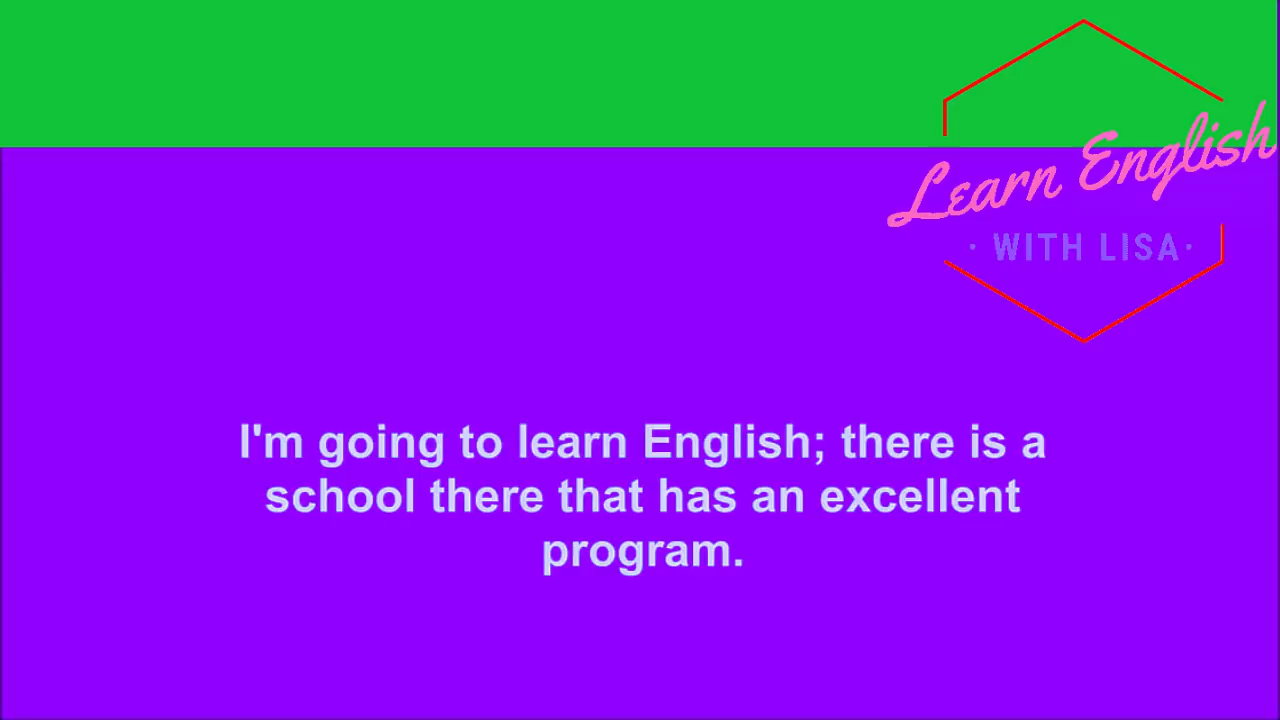 Learn English
· WITH LISA·
I'm going to learn English; there is a
school there that has an excellent
program.